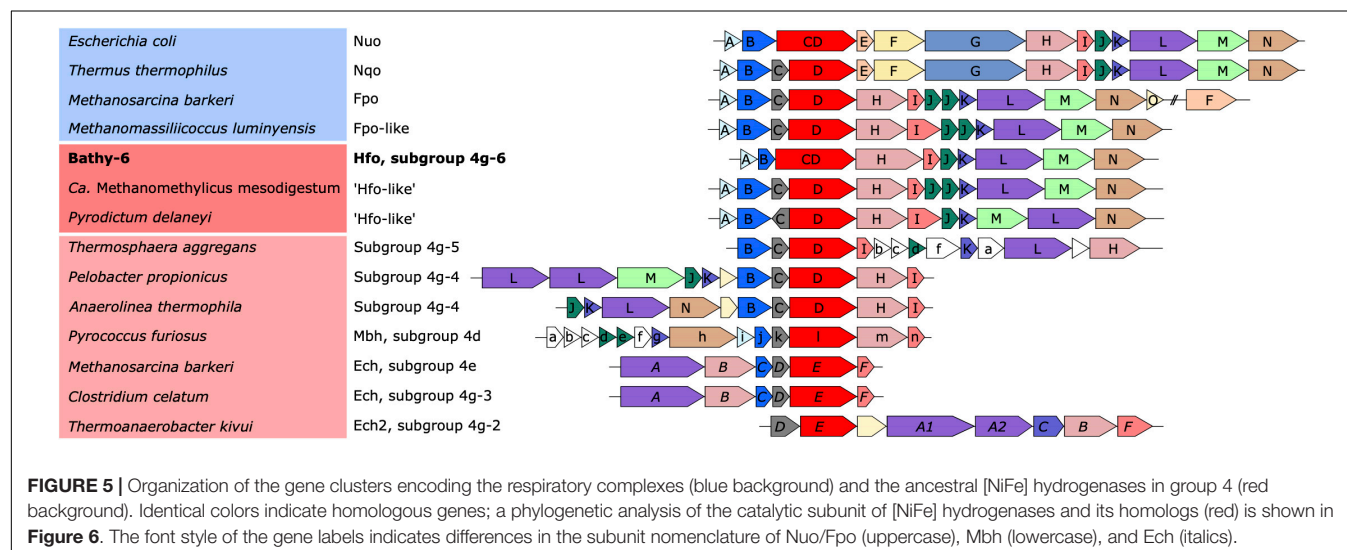 Escherichia coli Nuo A B CD E F G H I J K L M N
Thermus thermophilus Nqo A B C D E F G H I J K L M N
Methanosarcina barkeri Fpo A B C D H I J J K L M N O // F
Methanomassiliicoccus luminyensis Fpo-like A B C D H I J J K L M N
Bathy-6 Hfo, subgroup 4g-6 A B CD H I J K L M N
Ca. Methanomethylicus mesodigestum 'Hfo-like' A B C D H I J J K L M N
Pyrodictum delaneyi 'Hfo-like' A B C D H I J K M L N
Thermosphaera aggregans Subgroup 4g-5 B C D I b c d f K a L H
Pelobacter propionicus Subgroup 4g-4 L L M J K B C D H I
Anaerolinea thermophila Subgroup 4g-4 J K L N B C D H I
Pyrococcus furiosus Mbh, subgroup 4d a b c d e f g h i j k l m n
Methanosarcina barkeri Ech, subgroup 4e A B C D E F
Clostridium celatum Ech, subgroup 4g-3 A B C D E F
Thermoanaerobacter kivui Ech2, subgroup 4g-2 D E A1 A2 C B F
FIGURE 5 | Organization of the gene clusters encoding the respiratory complexes (blue background) and the ancestral [NiFe] hydrogenases in group 4 (red
background). Identical colors indicate homologous genes; a phylogenetic analysis of the catalytic subunit of [NiFe] hydrogenases and its homologs (red) is shown in
Figure 6. The font style of the gene labels indicates differences in the subunit nomenclature of Nuo/Fpo (uppercase), Mbh (lowercase), and Ech (italics).